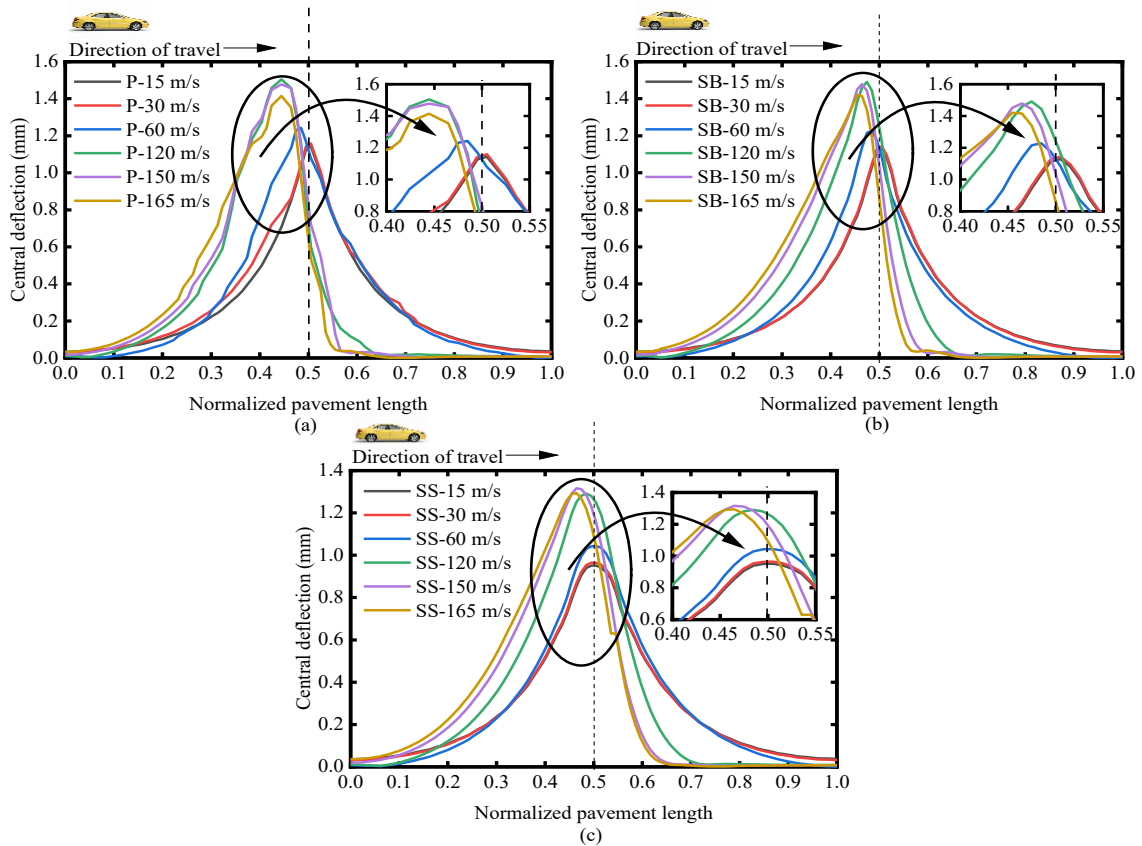 Direction of travel
Central deflection (mm)
1.6
1.4
1.2
1.0
0.8
0.6
0.4
0.2
0.0
P-15 m/s
P-30 m/s
P-60 m/s
P-120 m/s
P-150 m/s
P-165 m/s
1.6
1.4
1.2
1.0
0.8
0.40 0.45 0.50 0.55
0.0 0.1 0.2 0.3 0.4 0.5 0.6 0.7 0.8 0.9 1.0
Normalized pavement length
(a)
Direction of travel
Central deflection (mm)
1.6
1.4
1.2
1.0
0.8
0.6
0.4
0.2
0.0
SB-15 m/s
SB-30 m/s
SB-60 m/s
SB-120 m/s
SB-150 m/s
SB-165 m/s
1.6
1.4
1.2
1.0
0.8
0.40 0.45 0.50 0.55
0.0 0.1 0.2 0.3 0.4 0.5 0.6 0.7 0.8 0.9 1.0
Normalized pavement length
(b)
Direction of travel
Central deflection (mm)
1.4
1.2
1.0
0.8
0.6
0.4
0.2
0.0
SS-15 m/s
SS-30 m/s
SS-60 m/s
SS-120 m/s
SS-150 m/s
SS-165 m/s
1.4
1.2
1.0
0.8
0.6
0.40 0.45 0.50 0.55
0.0 0.1 0.2 0.3 0.4 0.5 0.6 0.7 0.8 0.9 1.0
Normalized pavement length
(c)